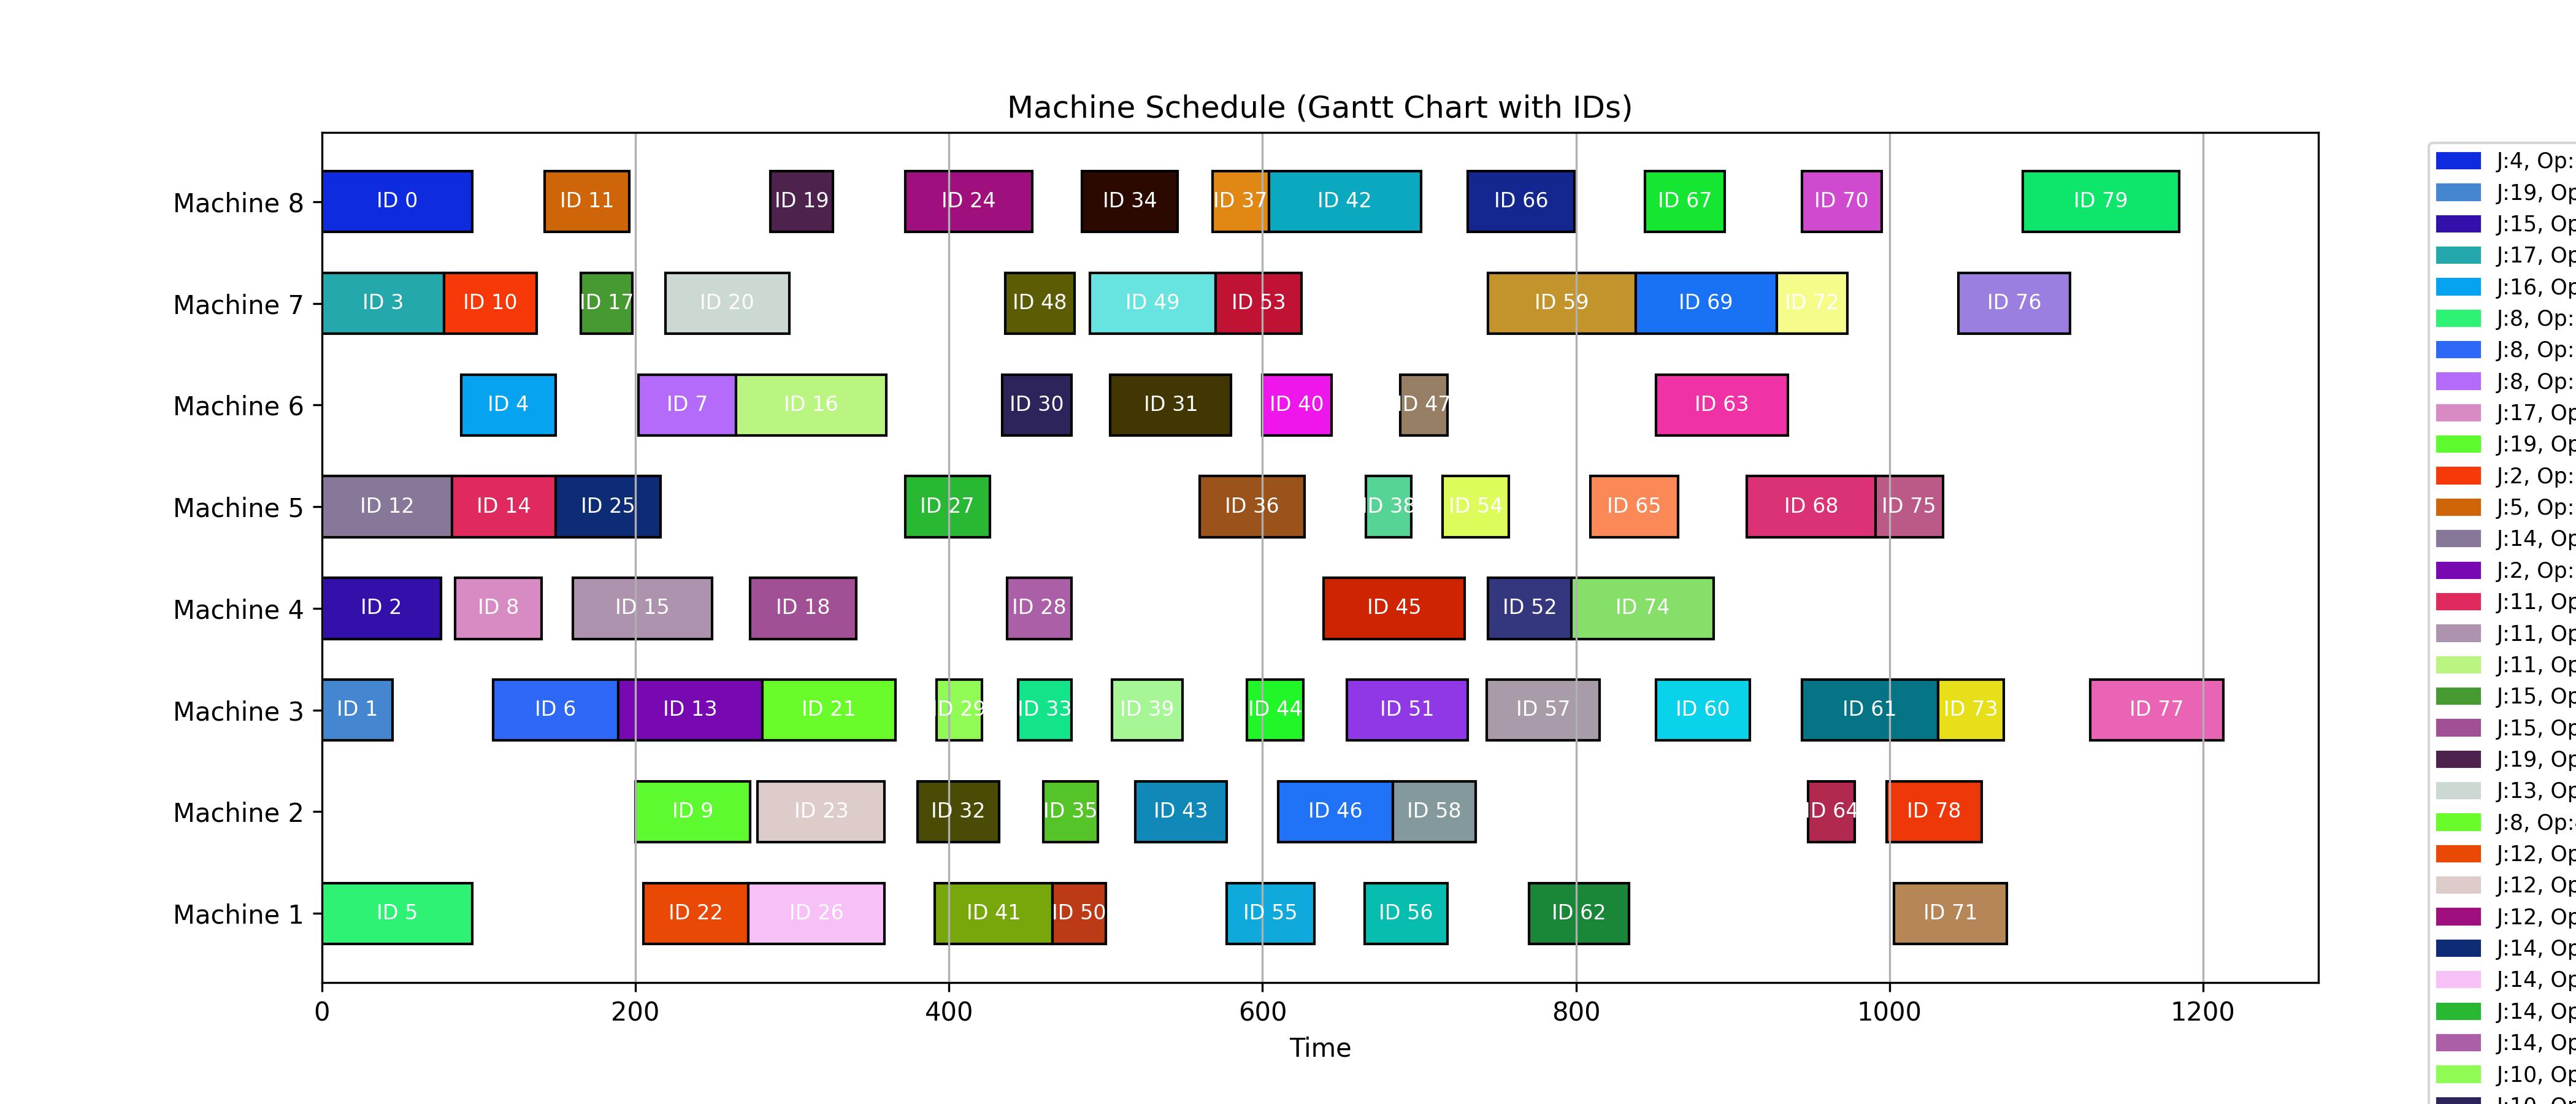 Machine Schedule (Gantt Chart with IDs)
Machine 8
ID 0
ID 11
ID 19
ID 24
ID 34
ID 37
ID 42
ID 66
ID 67
ID 70
ID 79
Machine 7
ID 3
ID 10
ID 17
ID 20
ID 48
ID 49
ID 53
ID 59
ID 69
ID 72
ID 76
Machine 6
ID 4
ID 7
ID 16
ID 30
ID 31
ID 40
ID 47
ID 63
Machine 5
ID 12
ID 14
ID 25
ID 27
ID 36
ID 38
ID 54
ID 65
ID 68
ID 75
Machine 4
ID 2
ID 8
ID 15
ID 18
ID 28
ID 45
ID 52
ID 74
Machine 3
ID 1
ID 6
ID 13
ID 21
ID 29
ID 33
ID 39
ID 44
ID 51
ID 57
ID 60
ID 61
ID 73
ID 77
Machine 2
ID 9
ID 23
ID 32
ID 35
ID 43
ID 46
ID 58
ID 64
ID 78
Machine 1
ID 5
ID 22
ID 26
ID 41
ID 50
ID 55
ID 56
ID 62
ID 71
0 200 400 600 800 1000 1200
Time
J:4, Op:
J:19, Op
J:15, Op
J:17, Op
J:16, Op
J:8, Op:
J:8, Op:
J:8, Op:
J:17, Op
J:19, Op
J:2, Op:
J:5, Op:
J:14, Op
J:2, Op:
J:11, Op
J:11, Op
J:11, Op
J:15, Op
J:15, Op
J:19, Op
J:13, Op
J:8, Op:
J:12, Op
J:12, Op
J:12, Op
J:14, Op
J:14, Op
J:14, Op
J:14, Op
J:10, Op
J:10, Op